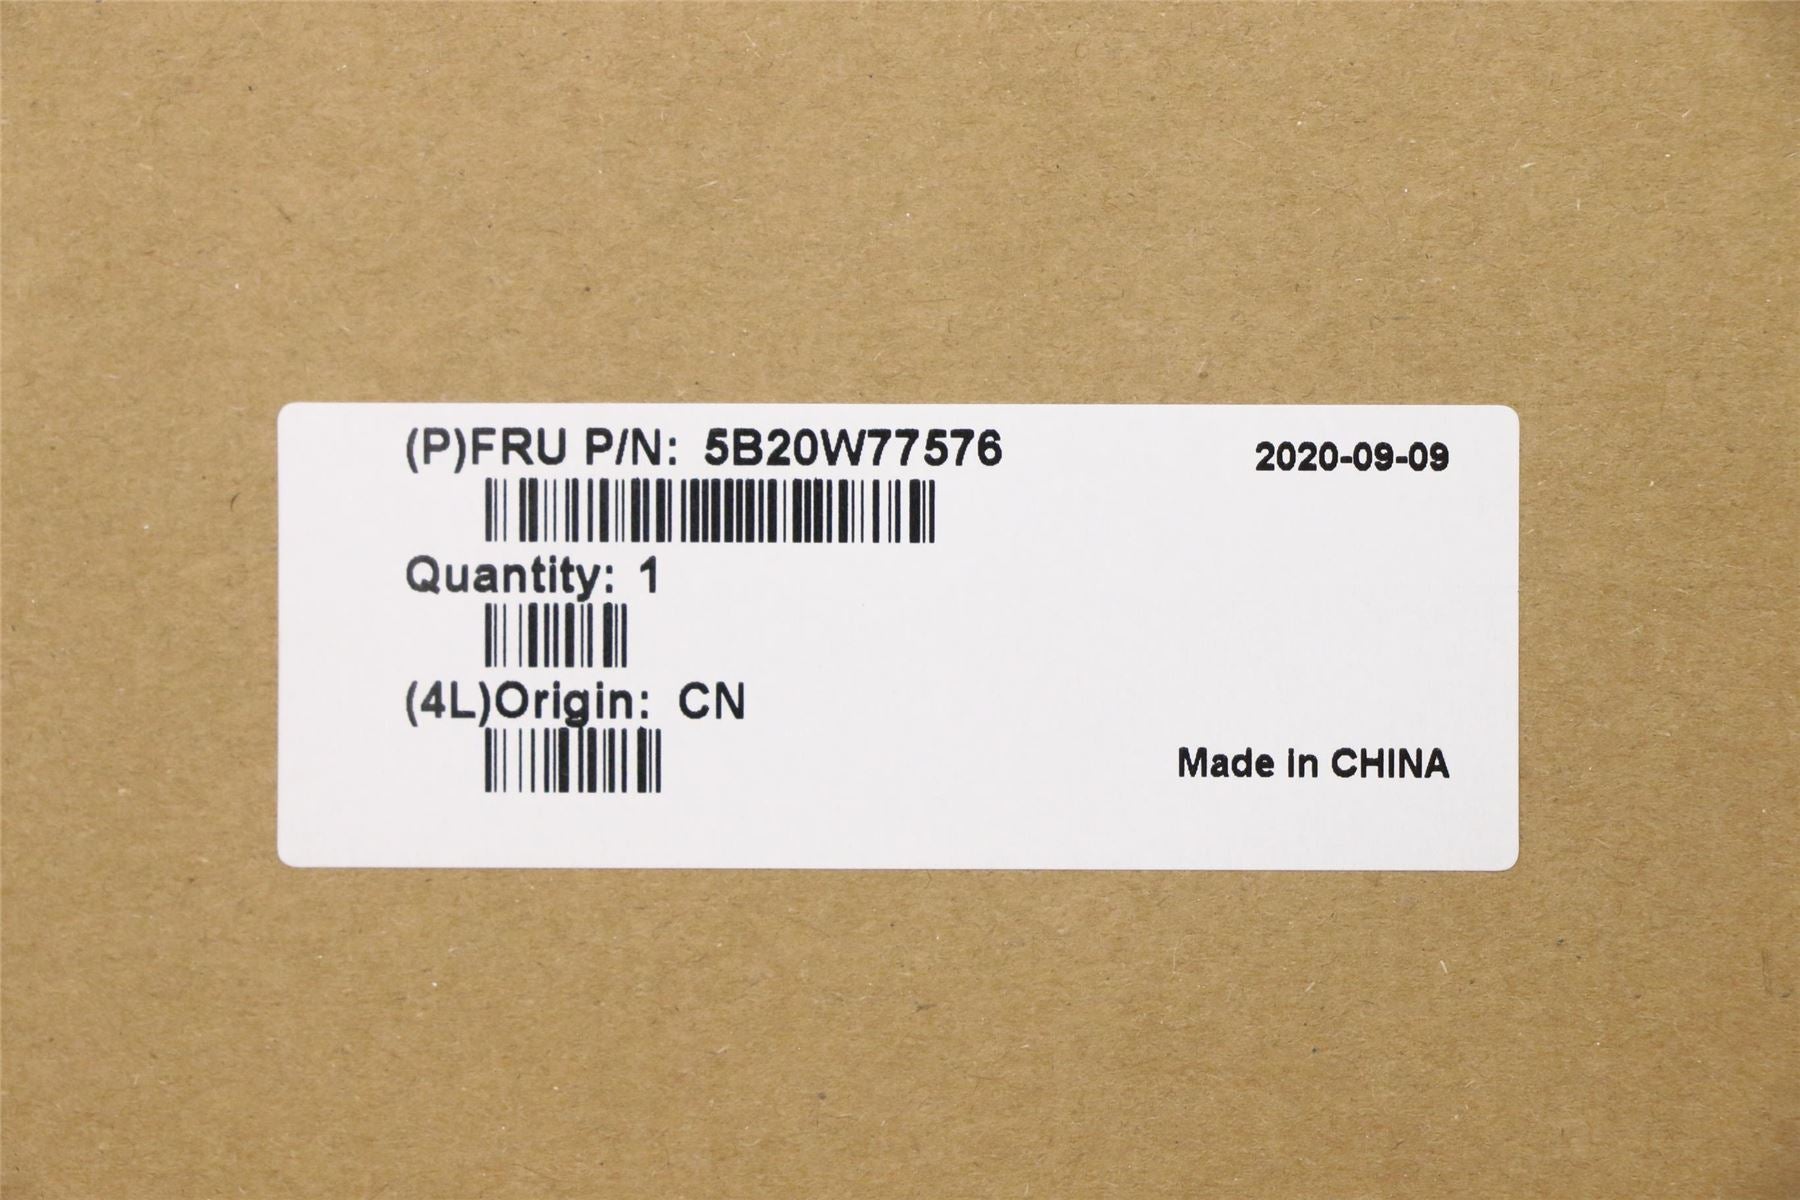 (P)FRU P/N: 5B20W77576
2020-09-09
Quantity: 1
(4L)Origin: CN
Made in CHINA